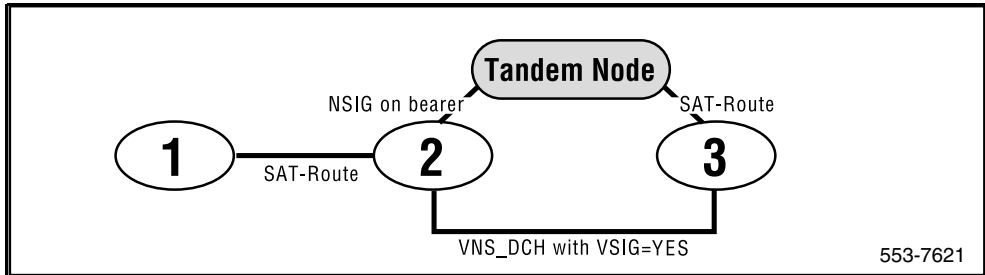 Tandem Node
NSIG on bearer
SAT-Route
1
2
3
SAT-Route
VNS_DCH with VSIG=YES
553-7621